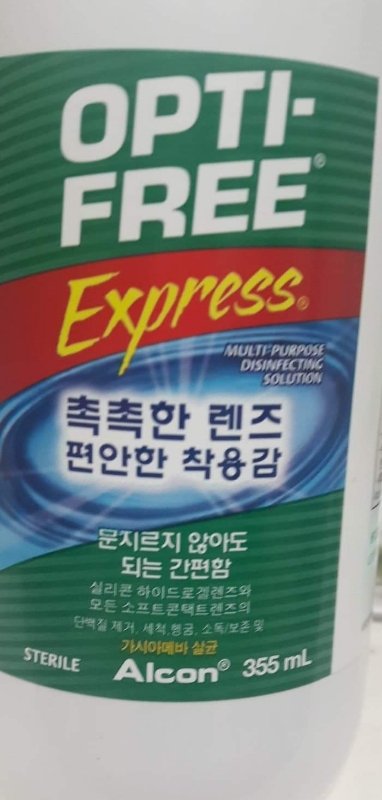 OPTI-
FREE®
Express®
MULTI-PURPOSE
DISINFECTING
SOLUTION
촉촉한 렌즈
편안한 착용감
문지르지 않아도
되는 간편함
실리콘 하이드로겔렌즈와
모든 소프트콘택트렌즈의
단백질 제거, 세척,헹굼, 소독/보존 및
가시아메바 살균
STERILE
Alcon® 355 mL